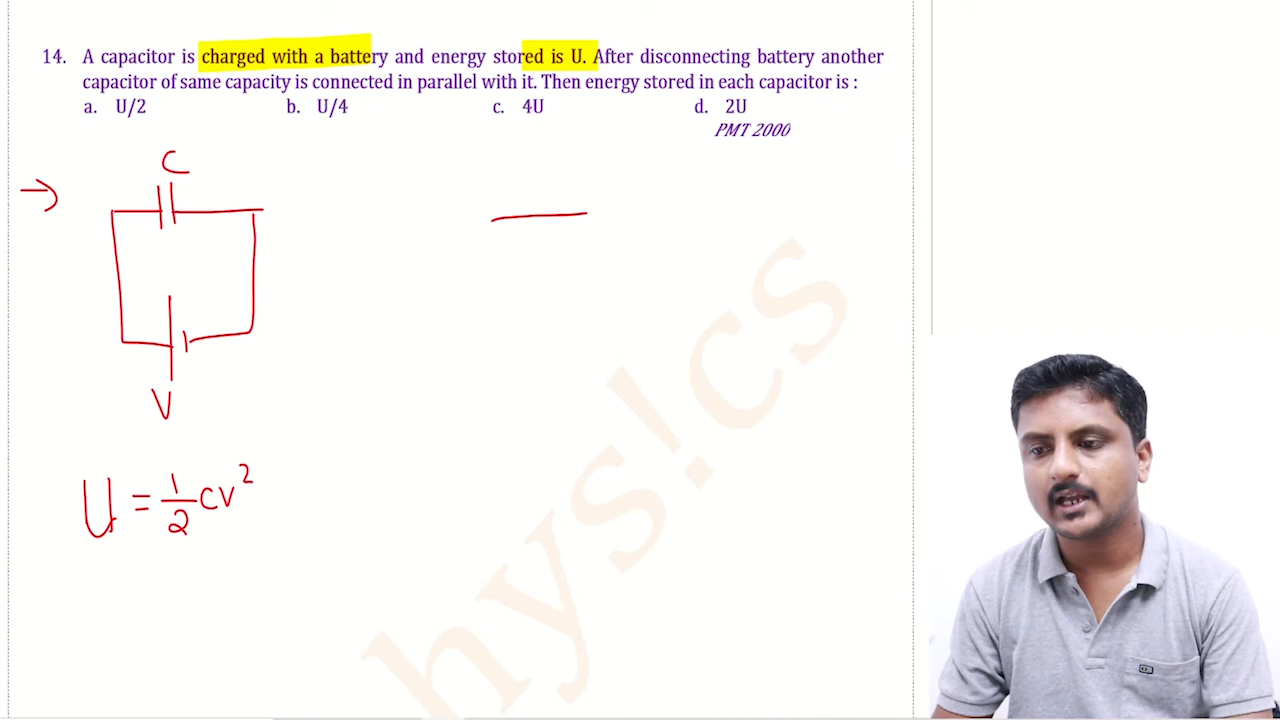 14. A capacitor is charged with a battery and energy stored is U. After disconnecting battery another
capacitor of same capacity is connected in parallel with it. Then energy stored in each capacitor is :
a. U/2 b. U/4 c. 4U d. 2U
PMT 2000
C
V
U = 1/2 CV²
hys!cs